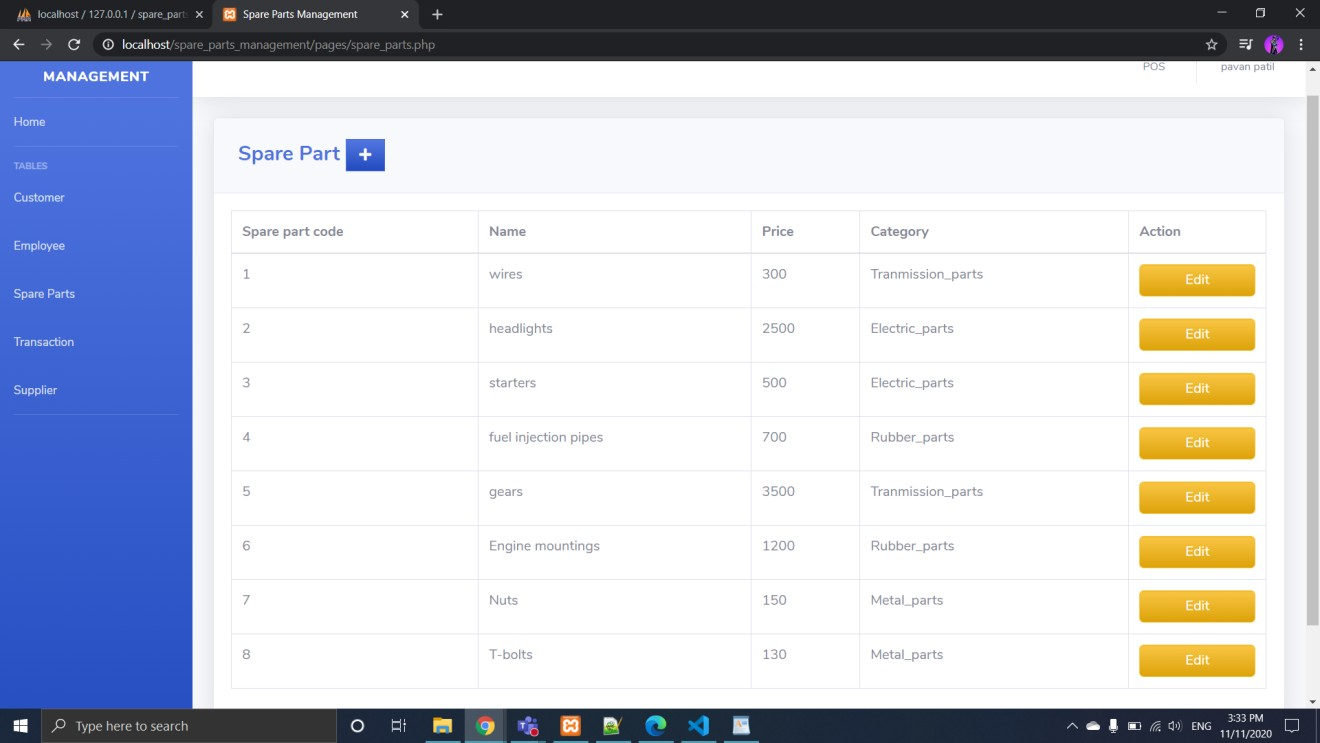 localhost / 127.0.0.1 / spare_parts
Spare Parts Management
localhost/spare_parts_management/pages/spare_parts.php
MANAGEMENT
POS
pavan patil
Home
TABLES
Customer
Employee
Spare Parts
Transaction
Supplier
Spare Part +
Spare part code Name Price Category Action
1 wires 300 Tranmission_parts Edit
2 headlights 2500 Electric_parts Edit
3 starters 500 Electric_parts Edit
4 fuel injection pipes 700 Rubber_parts Edit
5 gears 3500 Tranmission_parts Edit
6 Engine mountings 1200 Rubber_parts Edit
7 Nuts 150 Metal_parts Edit
8 T-bolts 130 Metal_parts Edit
Type here to search
ENG
3:33 PM
11/11/2020